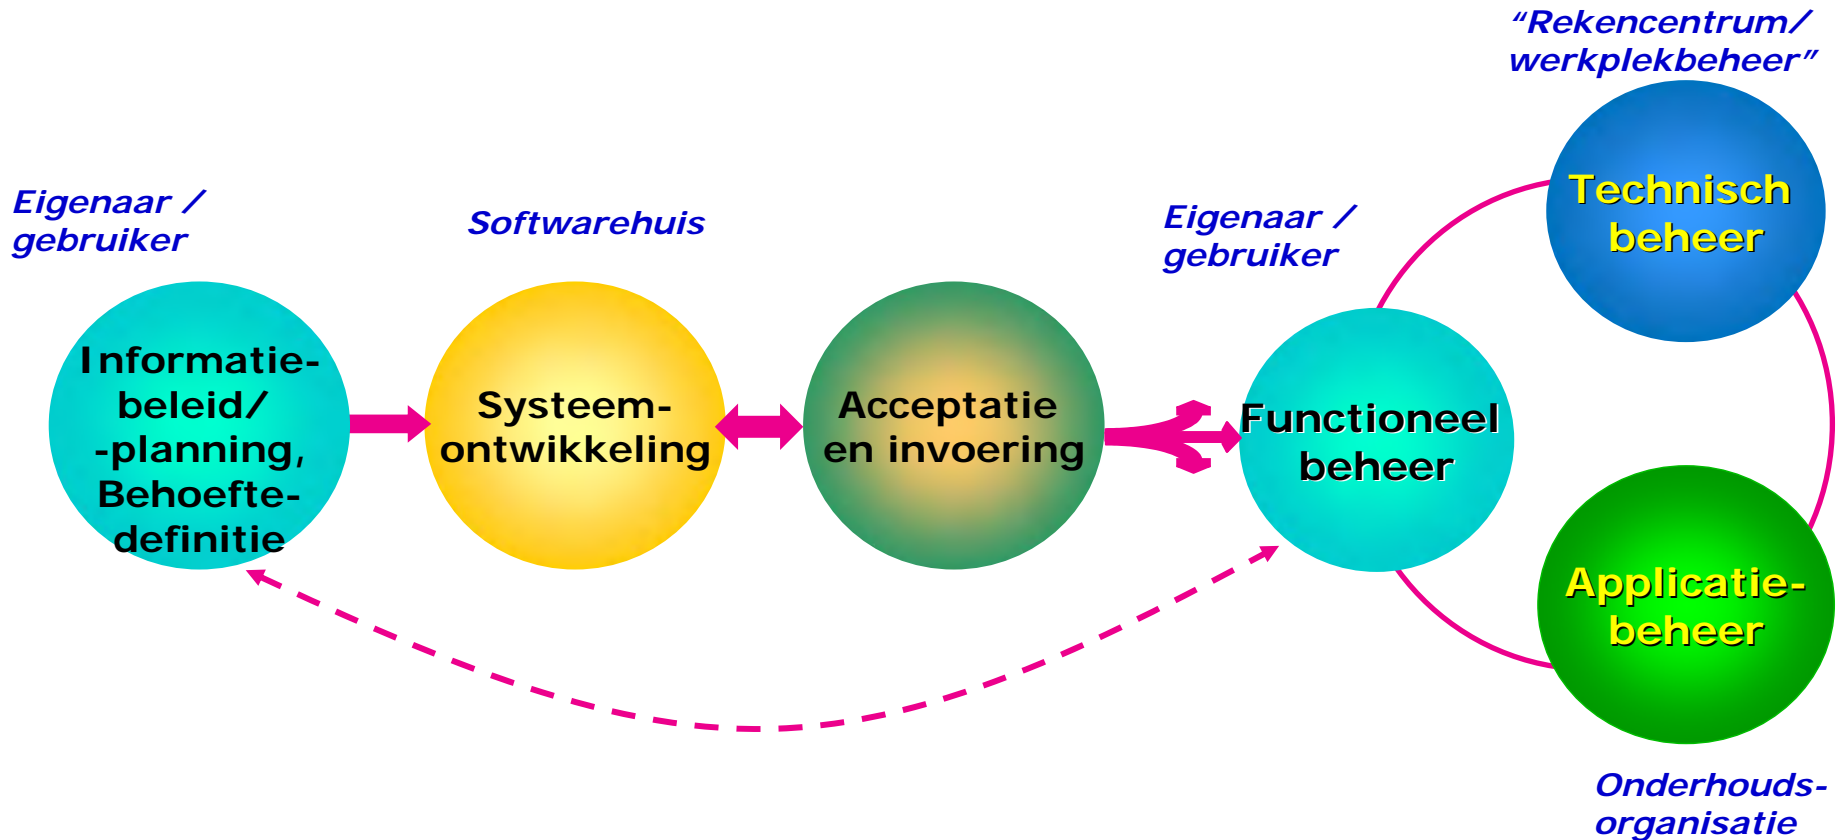 “Rekencentrum/
werkplekbeheer”
Technisch
beheer
Eigenaar /
gebruiker
Softwarehuis
Eigenaar /
gebruiker
Informatie-
beleid/
-planning,
Behoefte-
definitie
Systeem-
ontwikkeling
Acceptatie
en invoering
Functioneel
beheer
Applicatie-
beheer
Onderhouds-
organisatie